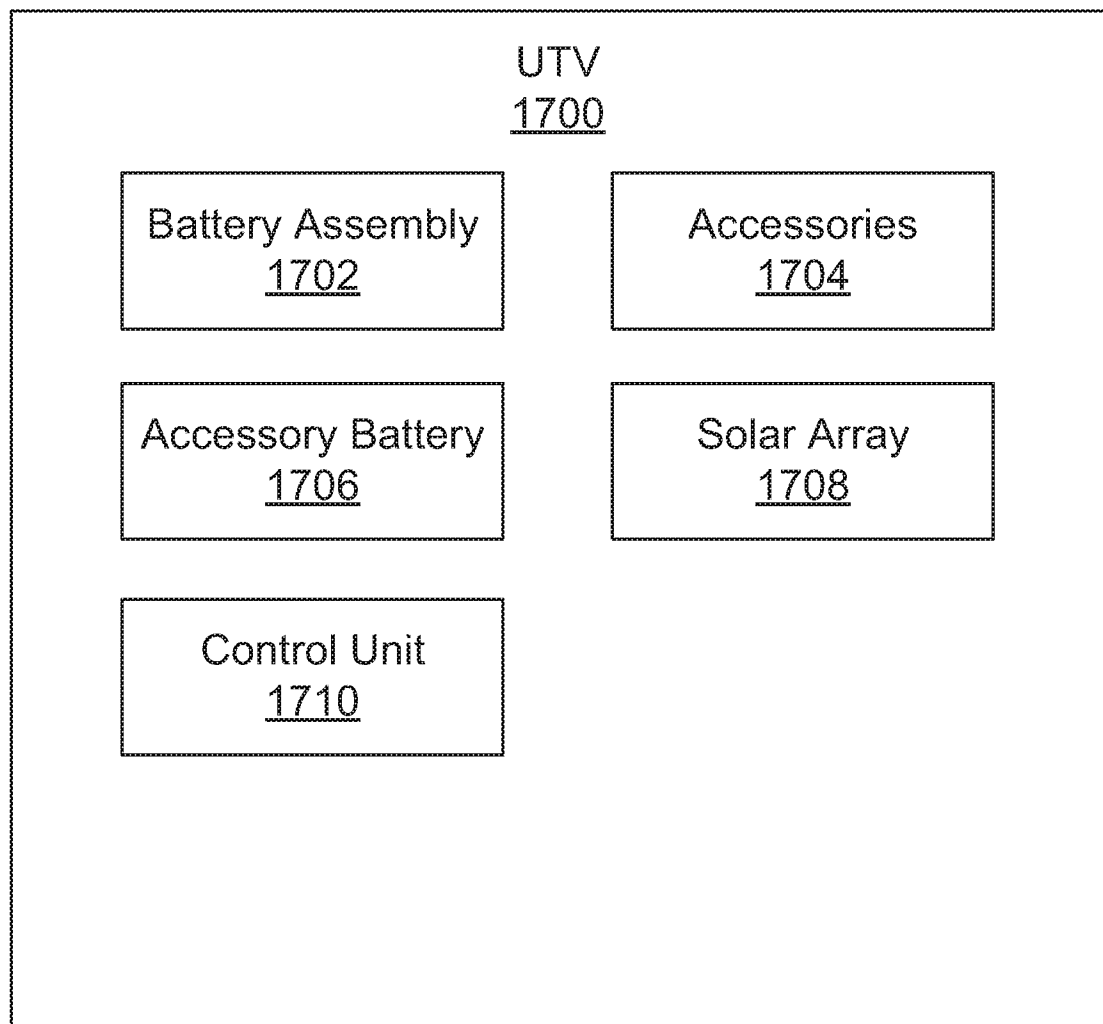 UTV
1700
Battery Assembly
1702
Accessories
1704
Accessory Battery
1706
Solar Array
1708
Control Unit
1710